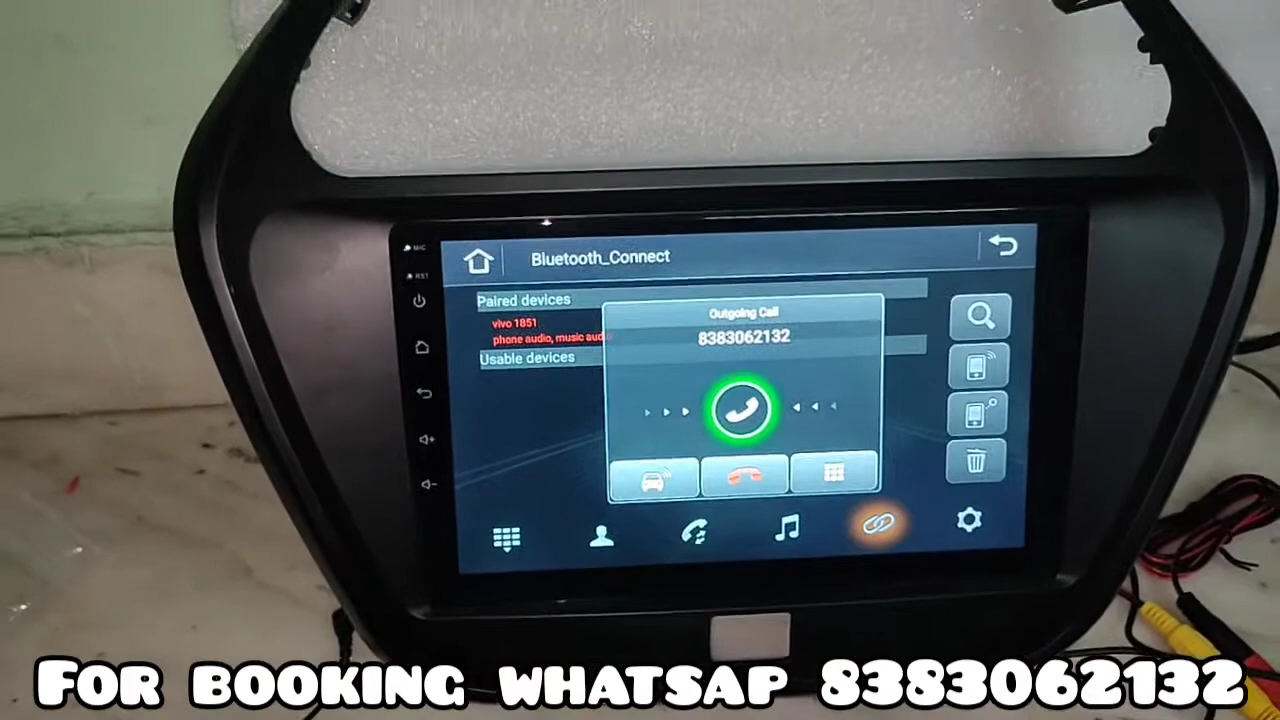 MIC
RST
Bluetooth_Connect
Paired devices
vivo 1851
phone audio, music aud
Usable devices
Outgoing Call
8383062132
FOR BOOKING WHATSAP 8383062132